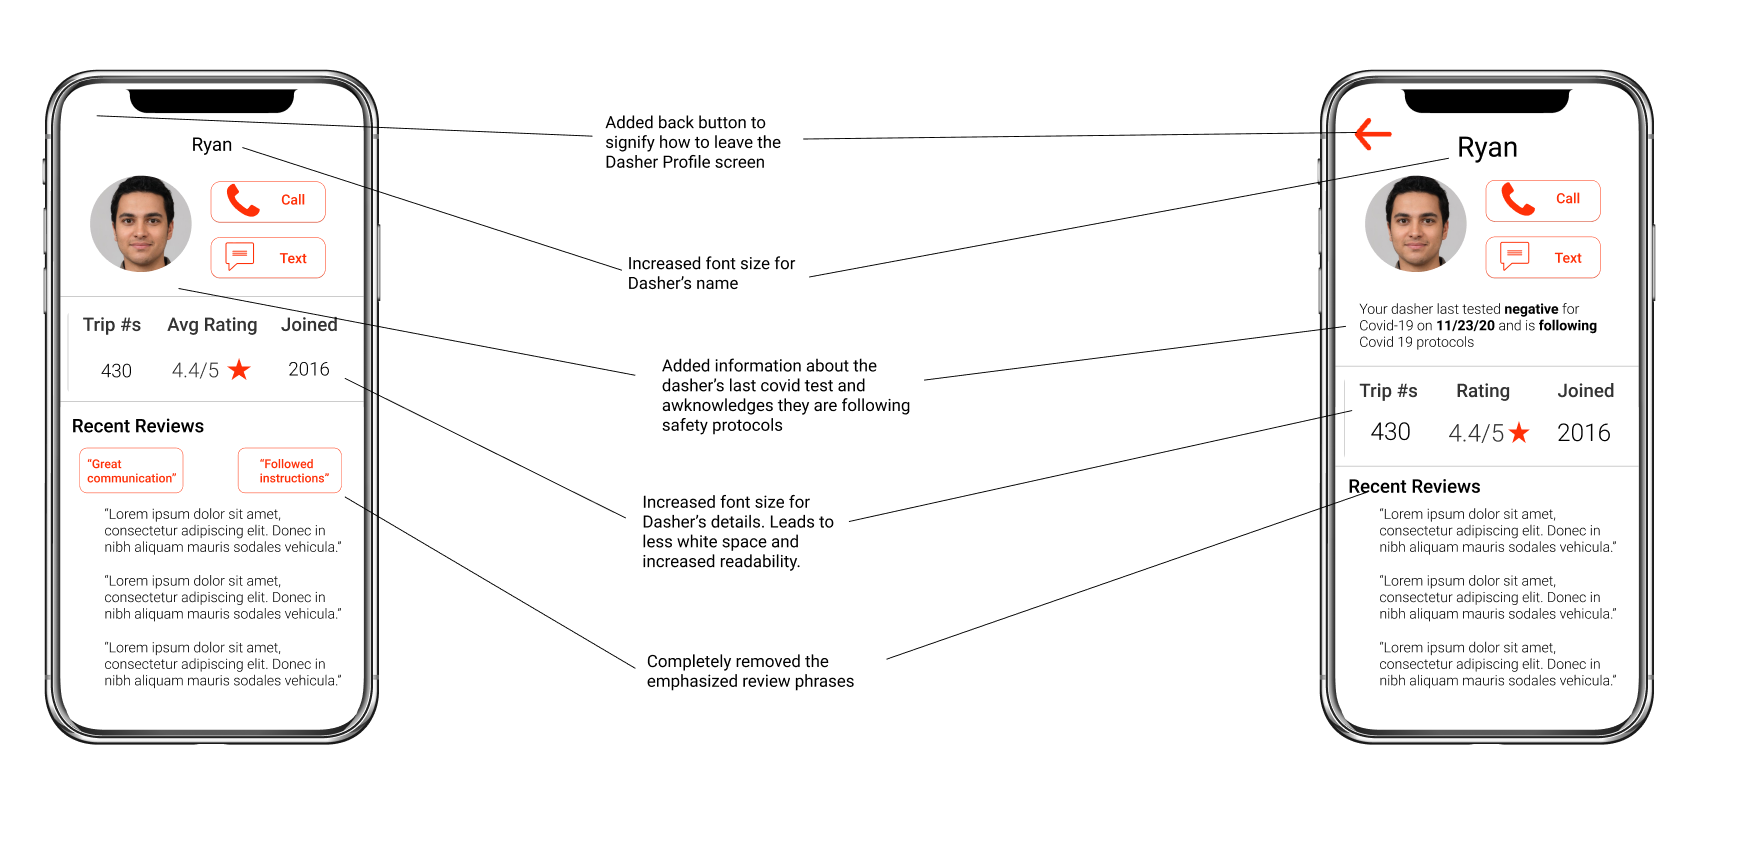 Ryan
Call
Text
Trip #s Avg Rating Joined
430 4.4/5 2016
Recent Reviews
“Great
communication”
“Followed
instructions”
“Lorem ipsum dolor sit amet,
consectetur adipiscing elit. Donec in
nibh aliquam mauris sodales vehicula.”
“Lorem ipsum dolor sit amet,
consectetur adipiscing elit. Donec in
nibh aliquam mauris sodales vehicula.”
“Lorem ipsum dolor sit amet,
consectetur adipiscing elit. Donec in
nibh aliquam mauris sodales vehicula.”
Added back button to
signify how to leave the
Dasher Profile screen
Increased font size for
Dasher’s name
Added information about the
dasher’s last covid test and
awknowledges they are following
safety protocols
Increased font size for
Dasher’s details. Leads to
less white space and
increased readability.
Completely removed the
emphasized review phrases
Ryan
Call
Text
Your dasher last tested negative for
Covid-19 on 11/23/20 and is following
Covid 19 protocols
Trip #s Rating Joined
430 4.4/5 2016
Recent Reviews
“Lorem ipsum dolor sit amet,
consectetur adipiscing elit. Donec in
nibh aliquam mauris sodales vehicula.”
“Lorem ipsum dolor sit amet,
consectetur adipiscing elit. Donec in
nibh aliquam mauris sodales vehicula.”
“Lorem ipsum dolor sit amet,
consectetur adipiscing elit. Donec in
nibh aliquam mauris sodales vehicula.”